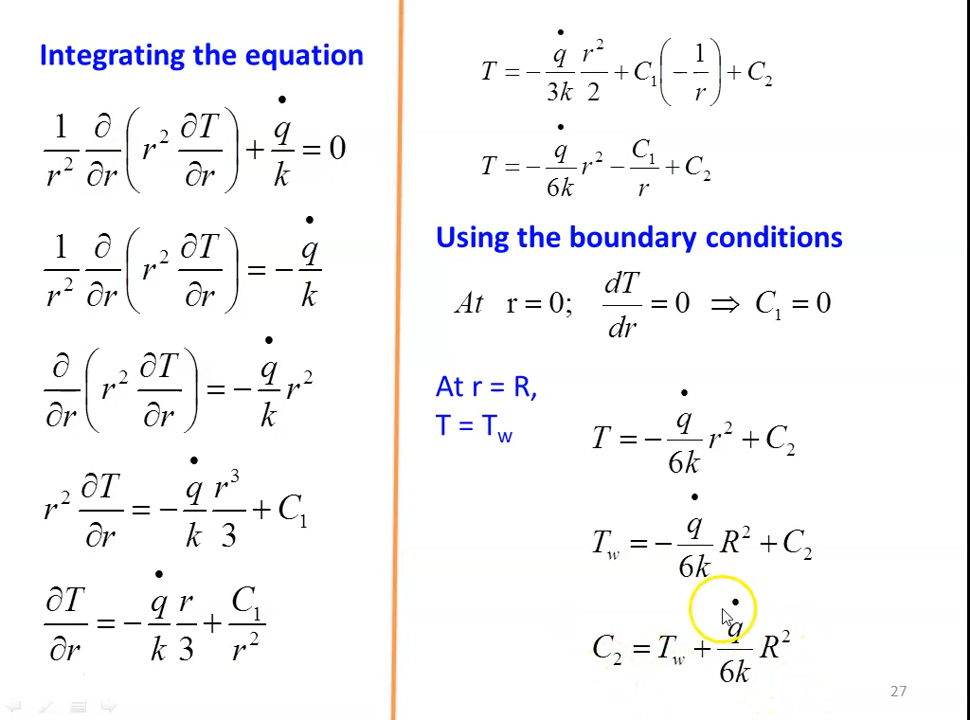 Integrating the equation
1/r² ∂/∂r (r² ∂T/∂r) + q̇/k = 0
1/r² ∂/∂r (r² ∂T/∂r) = − q̇/k
∂/∂r (r² ∂T/∂r) = − q̇/k r²
r² ∂T/∂r = − q̇/k r³/3 + C₁
∂T/∂r = − q̇/k r/3 + C₁/r²
T = − q̇/3k r²/2 + C₁(− 1/r) + C₂
T = − q̇/6k r² − C₁/r + C₂
Using the boundary conditions
At r = 0; dT/dr = 0 ⇒ C₁ = 0
At r = R,
T = T_w
T = − q̇/6k r² + C₂
T_w = − q̇/6k R² + C₂
C₂ = T_w + q̇/6k R²
27